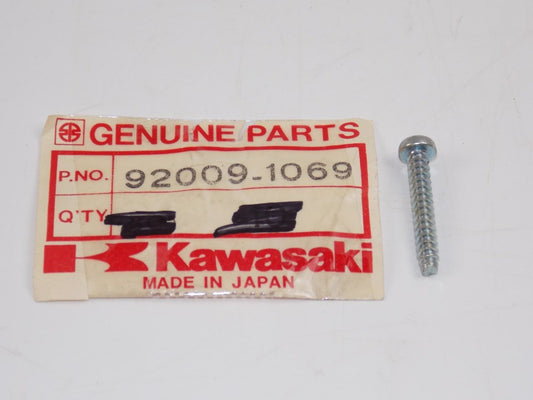 GENUINE PARTS
P.NO. 92009-1069
Q'TY
Kawasaki
MADE IN JAPAN